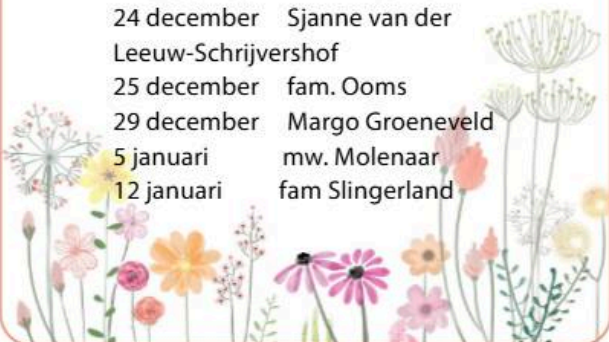 24 december Sjanne van der
Leeuw-Schrijvershof
25 december fam. Ooms
29 december Margo Groeneveld
5 januari mw. Molenaar
12 januari fam Slingerland